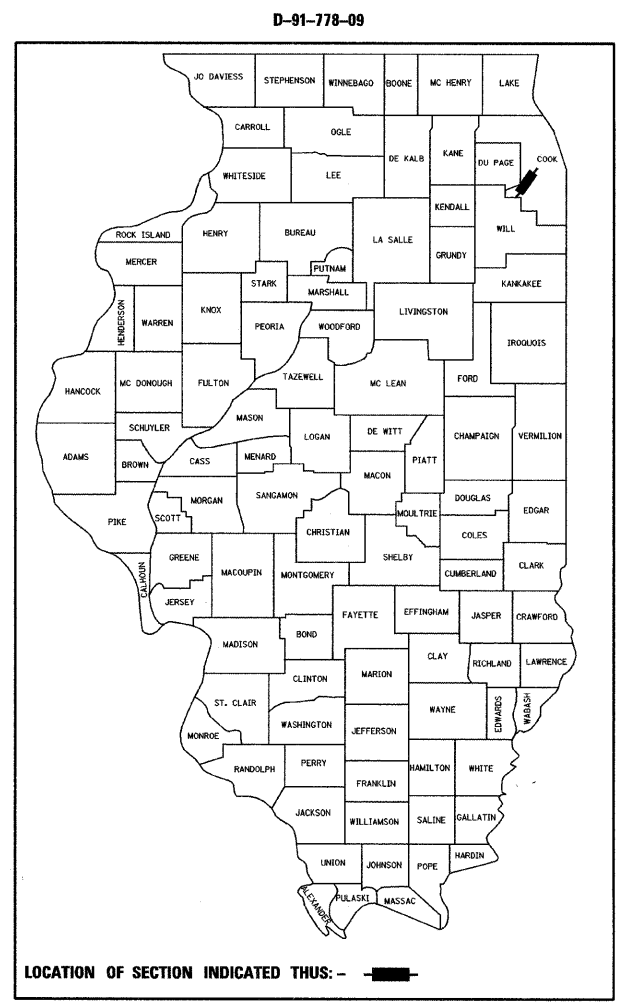 D-91-778-09
JO DAVIESS
STEPHENSON
WINNEBAGO
BOONE
MC HENRY
LAKE
CARROLL
OGLE
DE KALB
KANE
DU PAGE
COOK
WHITESIDE
LEE
KENDALL
ROCK ISLAND
HENRY
BUREAU
LA SALLE
WILL
MERCER
PUTNAM
GRUNDY
STARK
MARSHALL
KANKAKEE
HENDERSON
WARREN
KNOX
PEORIA
WOODFORD
LIVINGSTON
IROQUOIS
HANCOCK
MC DONOUGH
FULTON
TAZEWELL
MC LEAN
FORD
SCHUYLER
MASON
LOGAN
DE WITT
CHAMPAIGN
VERMILION
ADAMS
BROWN
CASS
MENARD
MACON
PIATT
PIKE
SCOTT
MORGAN
SANGAMON
CHRISTIAN
MOULTRIE
DOUGLAS
EDGAR
COLES
GREENE
MACOUPIN
MONTGOMERY
SHELBY
CUMBERLAND
CLARK
CALHOUN
JERSEY
FAYETTE
EFFINGHAM
JASPER
CRAWFORD
MADISON
BOND
CLAY
RICHLAND
LAWRENCE
CLINTON
MARION
ST. CLAIR
WASHINGTON
WAYNE
EDWARDS
WABASH
MONROE
JEFFERSON
RANDOLPH
PERRY
HAMILTON
WHITE
FRANKLIN
JACKSON
WILLIAMSON
SALINE
GALLATIN
UNION
JOHNSON
POPE
HARDIN
ALEXANDER
PULASKI
MASSAC
LOCATION OF SECTION INDICATED THUS: -